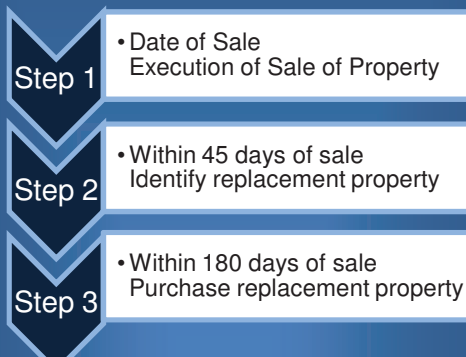 Step 1
• Date of Sale
Execution of Sale of Property
Step 2
• Within 45 days of sale
Identify replacement property
Step 3
• Within 180 days of sale
Purchase replacement property